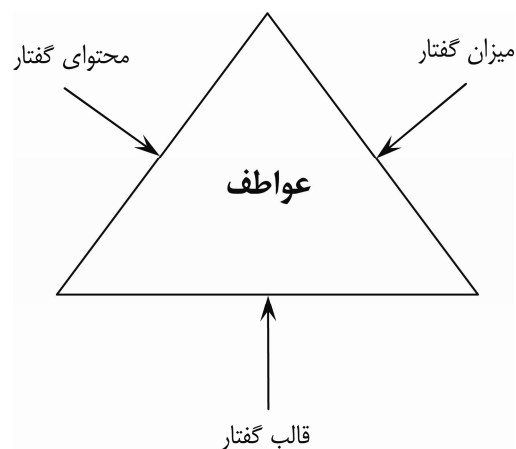 میزان گفتار
محتوای گفتار
عواطف
قالب گفتار